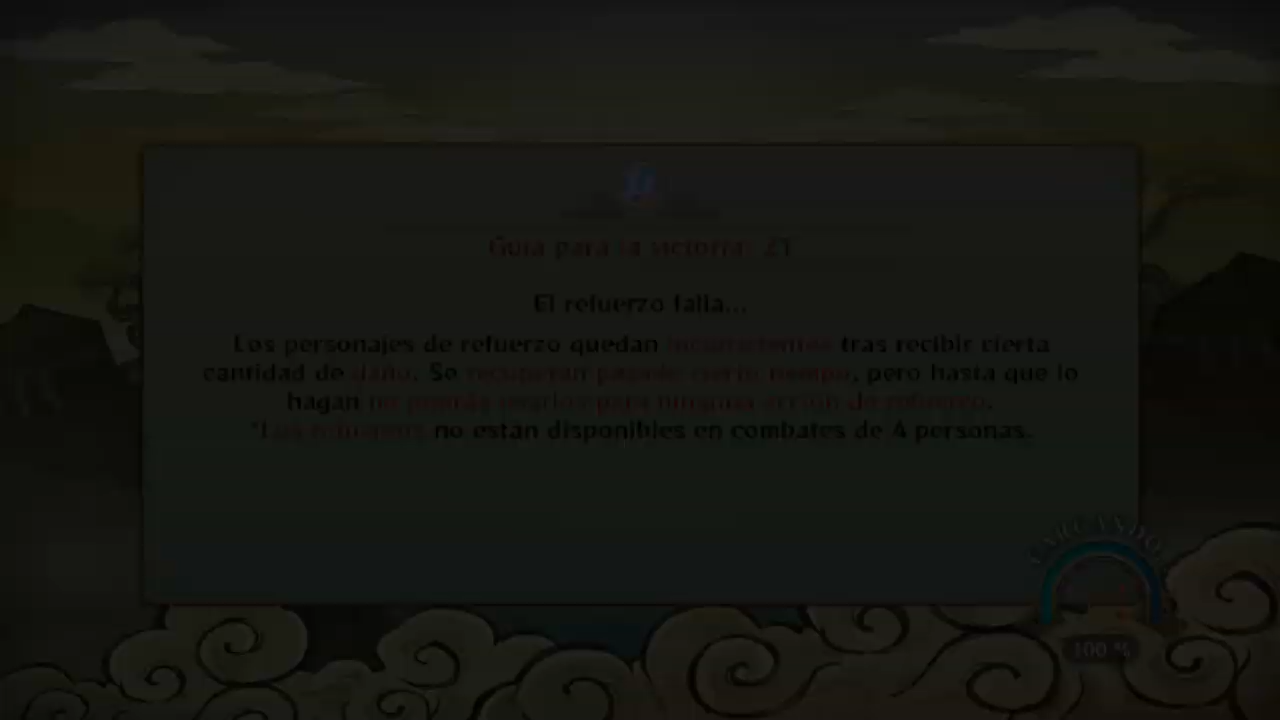 Guía para la victoria: 21
El refuerzo falla...
Los personajes de refuerzo quedan inconscientes tras recibir cierta
cantidad de daño. Se recuperan pasado cierto tiempo, pero hasta que lo
hagan no podrás usarlos para ninguna acción de refuerzo.
*Los refuerzos no están disponibles en combates de 4 personas.
CARGANDO
100 %